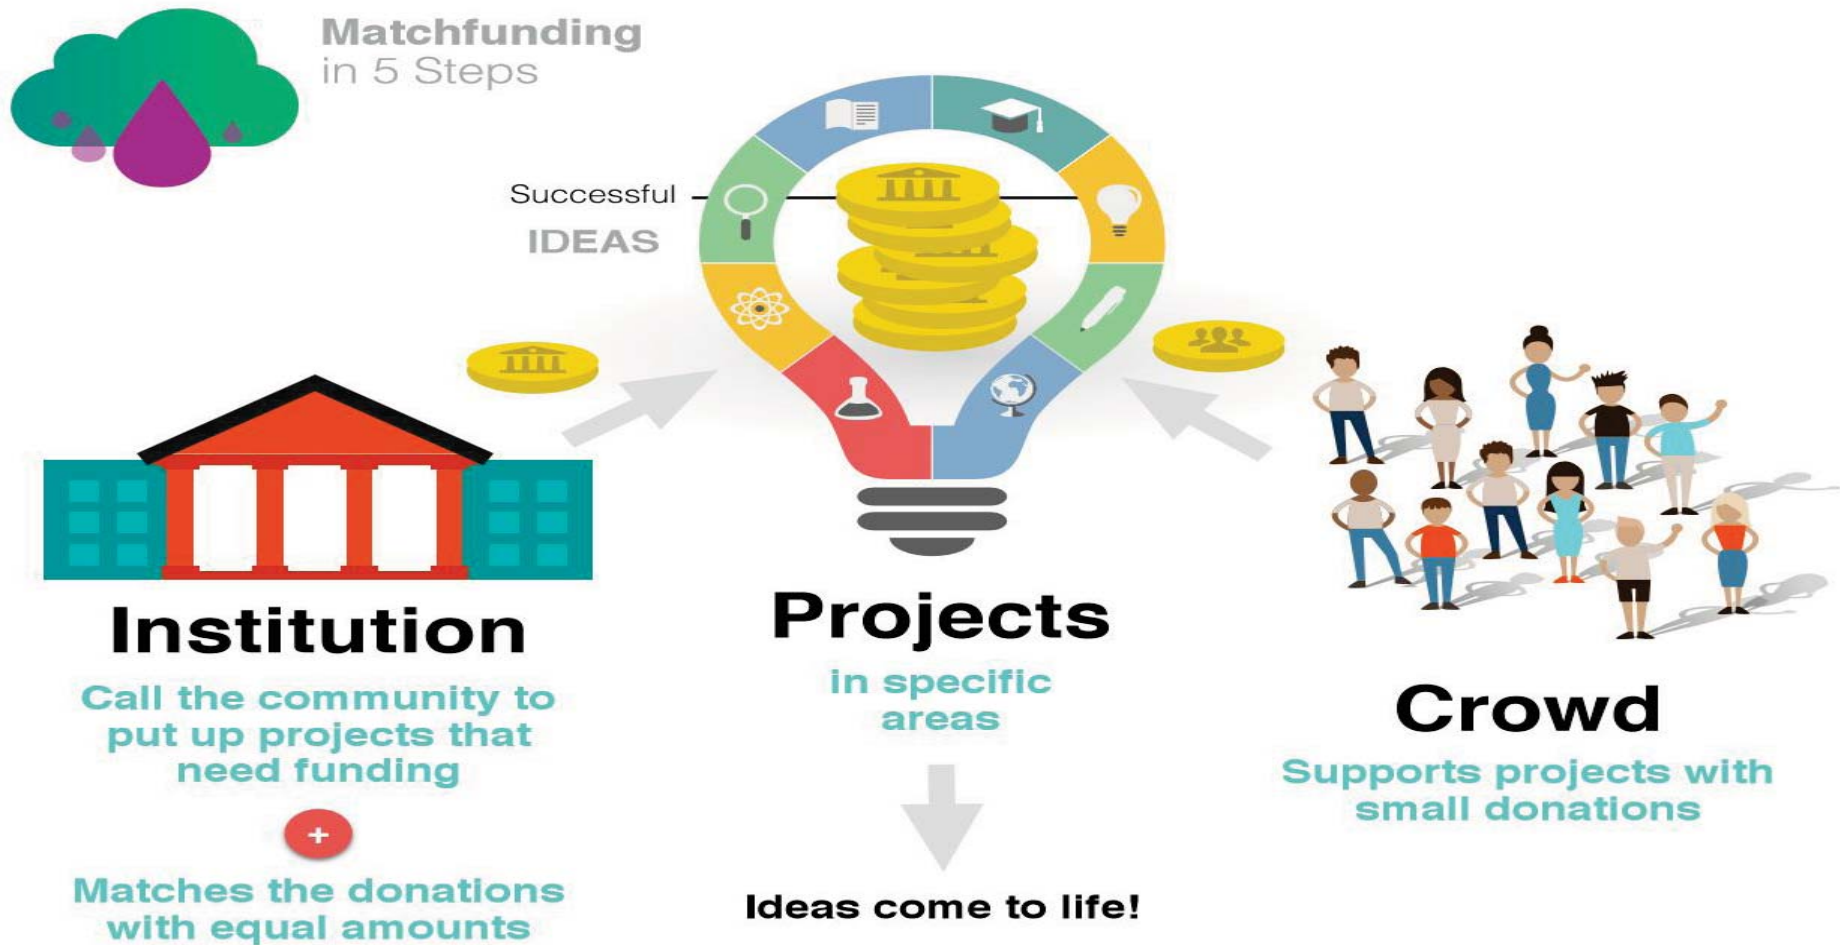 Matchfunding
in 5 Steps
Successful
IDEAS
Institution
Call the community to
put up projects that
need funding
+
Matches the donations
with equal amounts
Projects
in specific
areas
Ideas come to life!
Crowd
Supports projects with
small donations